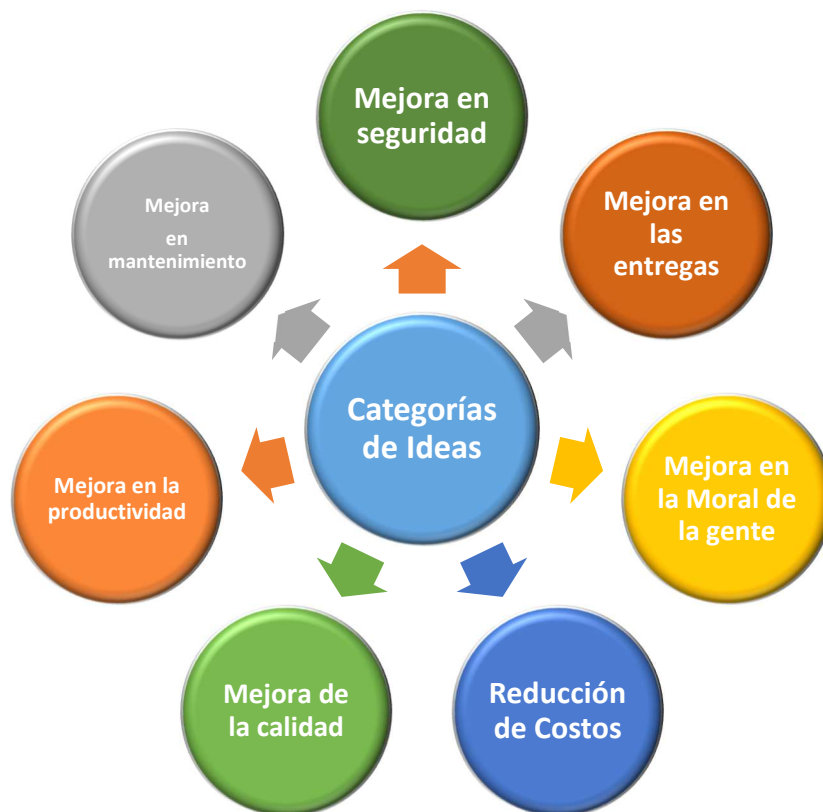 Mejora en
seguridad
Mejora en
las
entregas
Mejora en
la Moral de
la gente
Reducción
de Costos
Mejora de
la calidad
Mejora en la
productividad
Mejora
en
mantenimiento
Categorías
de Ideas